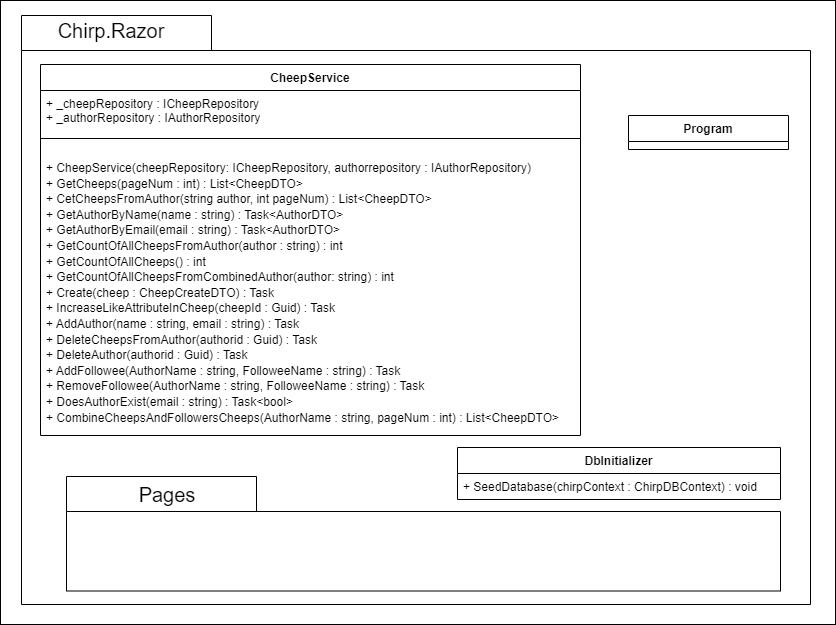 Chirp.Razor
CheepService
+ _cheepRepository : ICheepRepository
+ _authorRepository : IAuthorRepository
Program
+ CheepService(cheepRepository: ICheepRepository, authorrepository : IAuthorRepository)
+ GetCheeps(pageNum : int) : List<CheepDTO>
+ CetCheepsFromAuthor(string author, int pageNum) : List<CheepDTO>
+ GetAuthorByName(name : string) : Task<AuthorDTO>
+ GetAuthorByEmail(email : string) : Task<AuthorDTO>
+ GetCountOfAllCheepsFromAuthor(author : string) : int
+ GetCountOfAllCheeps() : int
+ GetCountOfAllCheepsFromCombinedAuthor(author: string) : int
+ Create(cheep : CheepCreateDTO) : Task
+ IncreaseLikeAttributeInCheep(cheepId : Guid) : Task
+ AddAuthor(name : string, email : string) : Task
+ DeleteCheepsFromAuthor(authorid : Guid) : Task
+ DeleteAuthor(authorid : Guid) : Task
+ AddFollowee(AuthorName : string, FolloweeName : string) : Task
+ RemoveFollowee(AuthorName : string, FolloweeName : string) : Task
+ DoesAuthorExist(email : string) : Task<bool>
+ CombineCheepsAndFollowersCheeps(AuthorName : string, pageNum : int) : List<CheepDTO>
DbInitializer
+ SeedDatabase(chirpContext : ChirpDBContext) : void
Pages